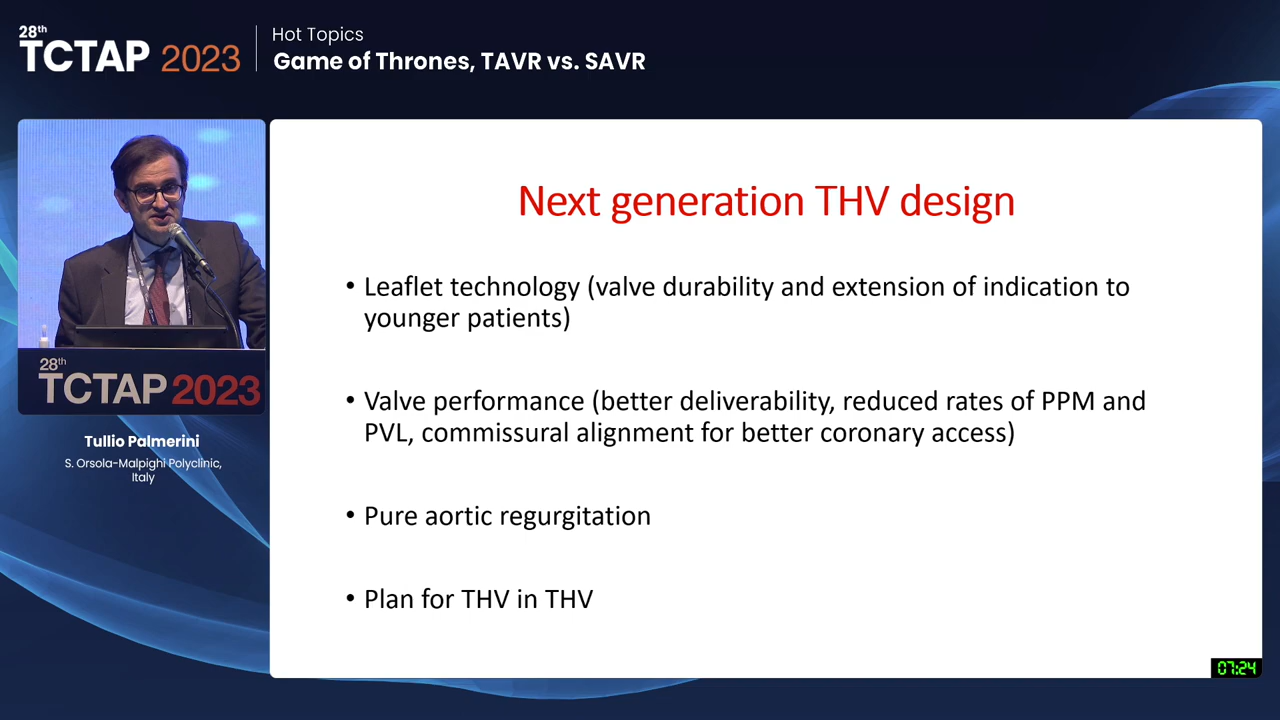 28th
TCTAP 2023
Hot Topics
Game of Thrones, TAVR vs. SAVR
28th
TCTAP 2023
Tullio Palmerini
S. Orsola-Malpighi Polyclinic,
Italy
Next generation THV design
• Leaflet technology (valve durability and extension of indication to
younger patients)
• Valve performance (better deliverability, reduced rates of PPM and
PVL, commissural alignment for better coronary access)
• Pure aortic regurgitation
• Plan for THV in THV
07:24